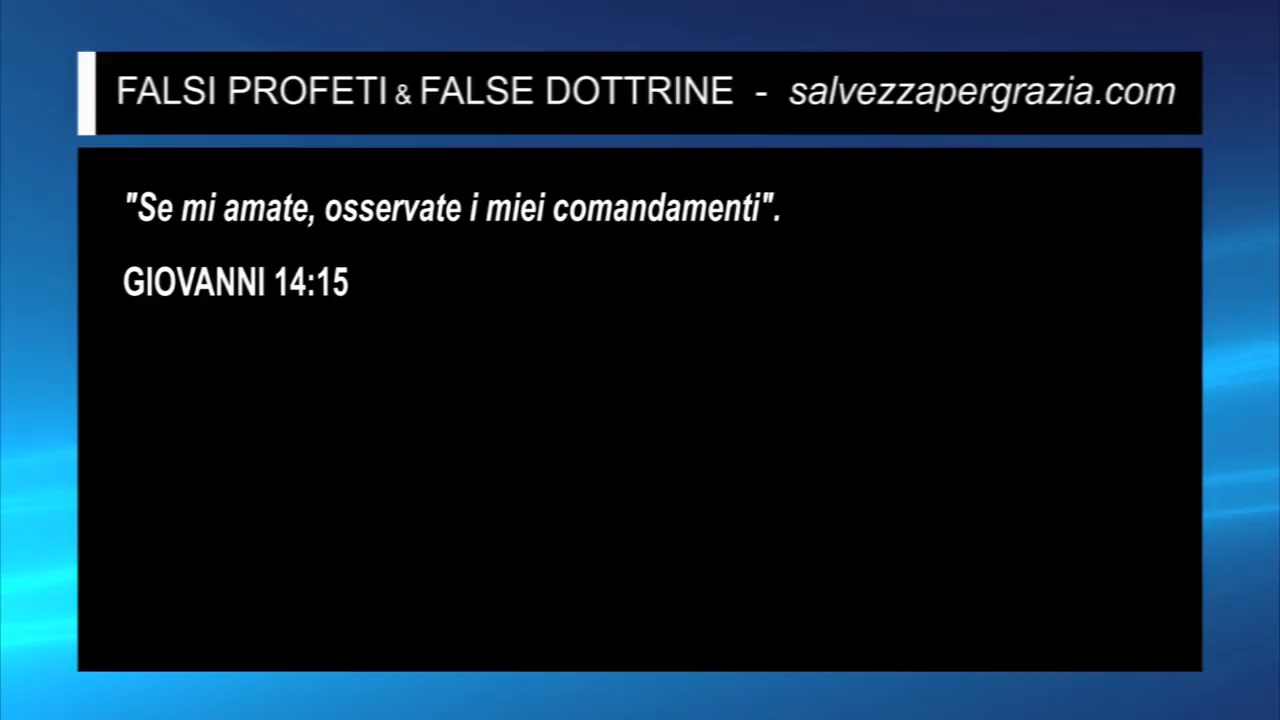 FALSI PROFETI & FALSE DOTTRINE - salvezzapergrazia.com
"Se mi amate, osservate i miei comandamenti".
GIOVANNI 14:15